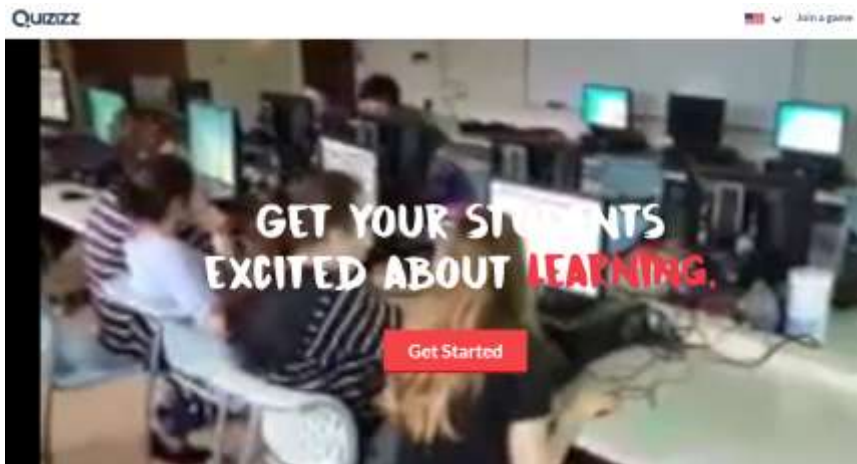 Quizizz
Join a game
GET YOUR STUDENTS
EXCITED ABOUT LEARNING.
Get Started